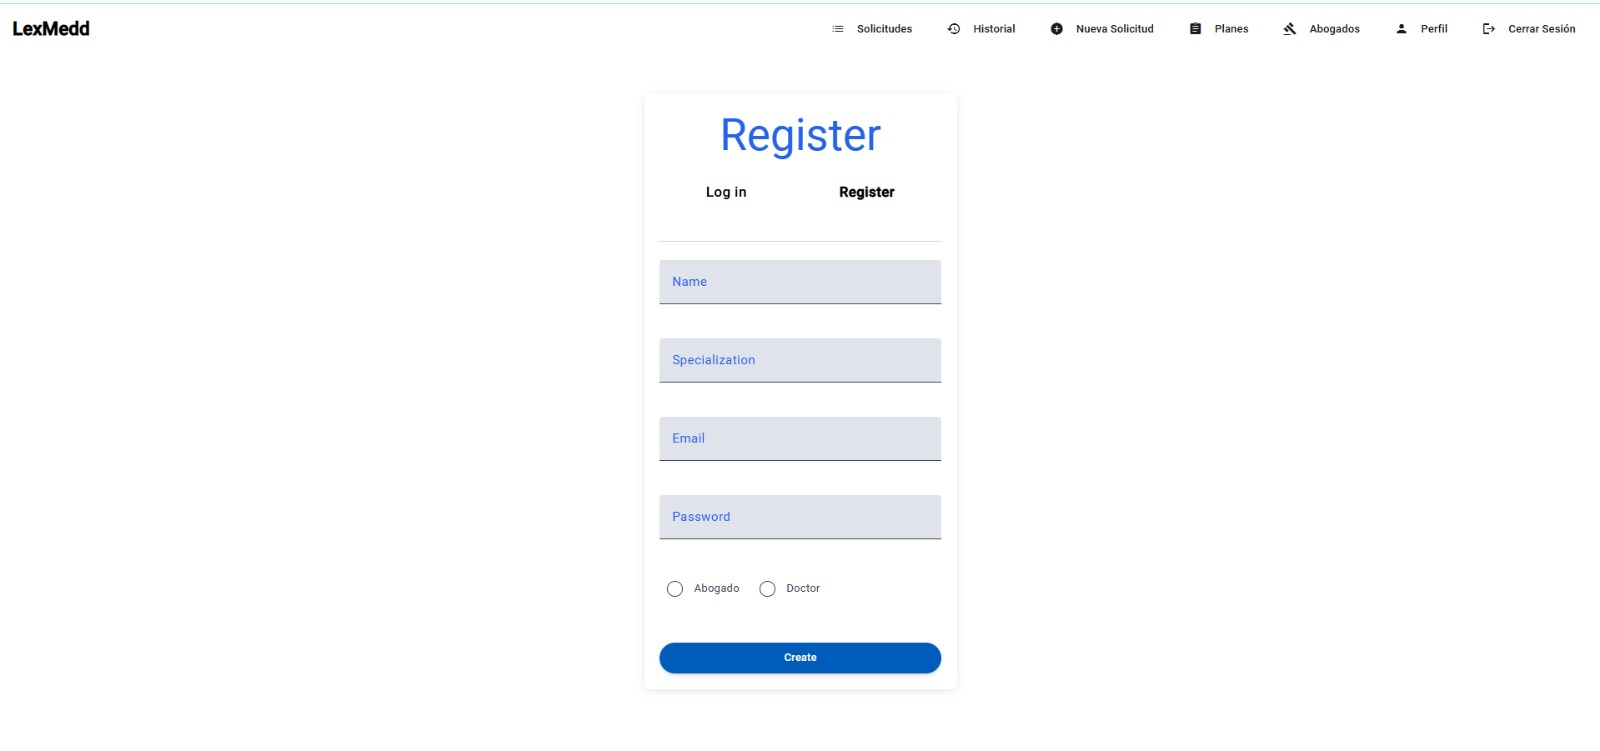 LexMedd
Solicitudes Historial Nueva Solicitud Planes Abogados Perfil Cerrar Sesión
Register
Log in Register
Name
Specialization
Email
Password
Abogado Doctor
Create